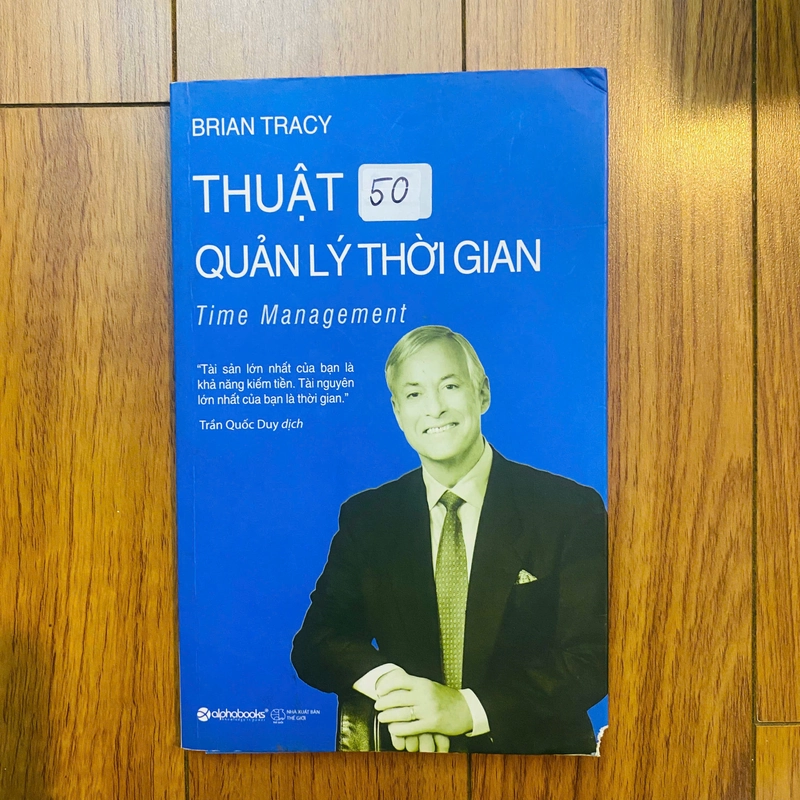 BRIAN TRACY
THUẬT 50
QUẢN LÝ THỜI GIAN
Time Management
“Tài sản lớn nhất của bạn là
khả năng kiếm tiền. Tài nguyên
lớn nhất của bạn là thời gian.”
Trần Quốc Duy dịch
alphabooks®
NHÀ XUẤT BẢN
THẾ GIỚI